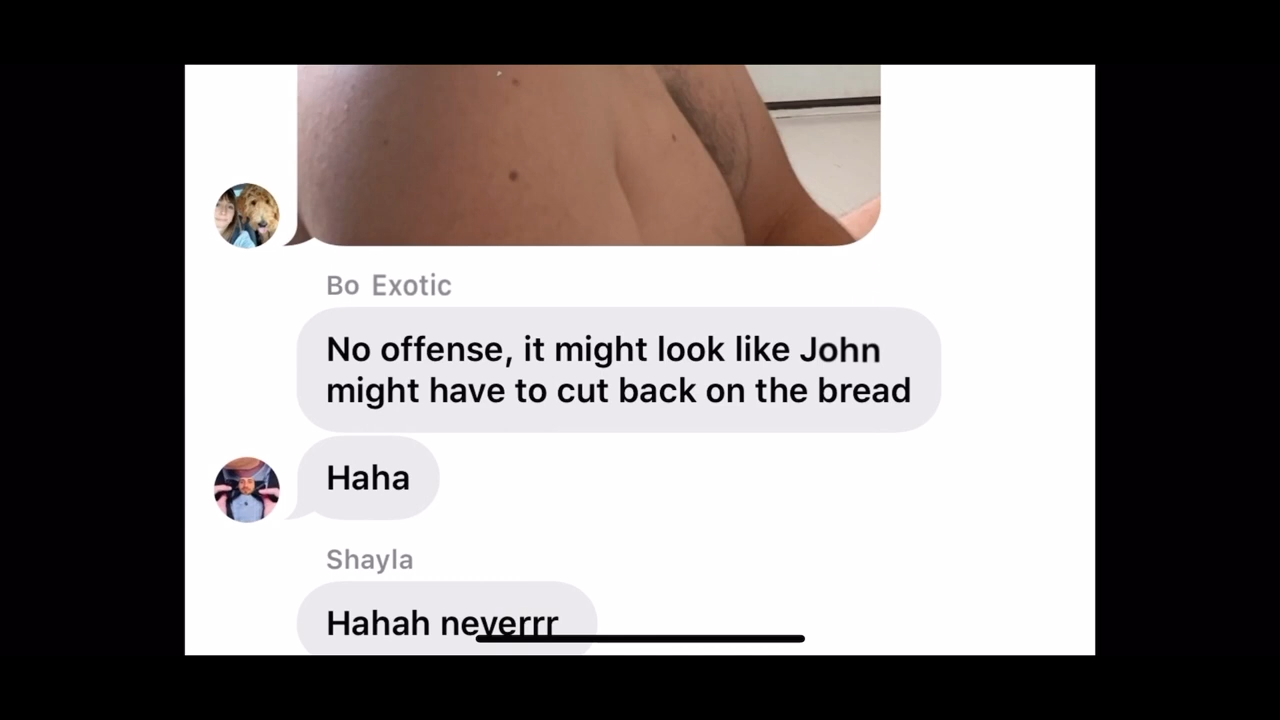 Bo Exotic
No offense, it might look like John
might have to cut back on the bread
Haha
Shayla
Hahah neverrr